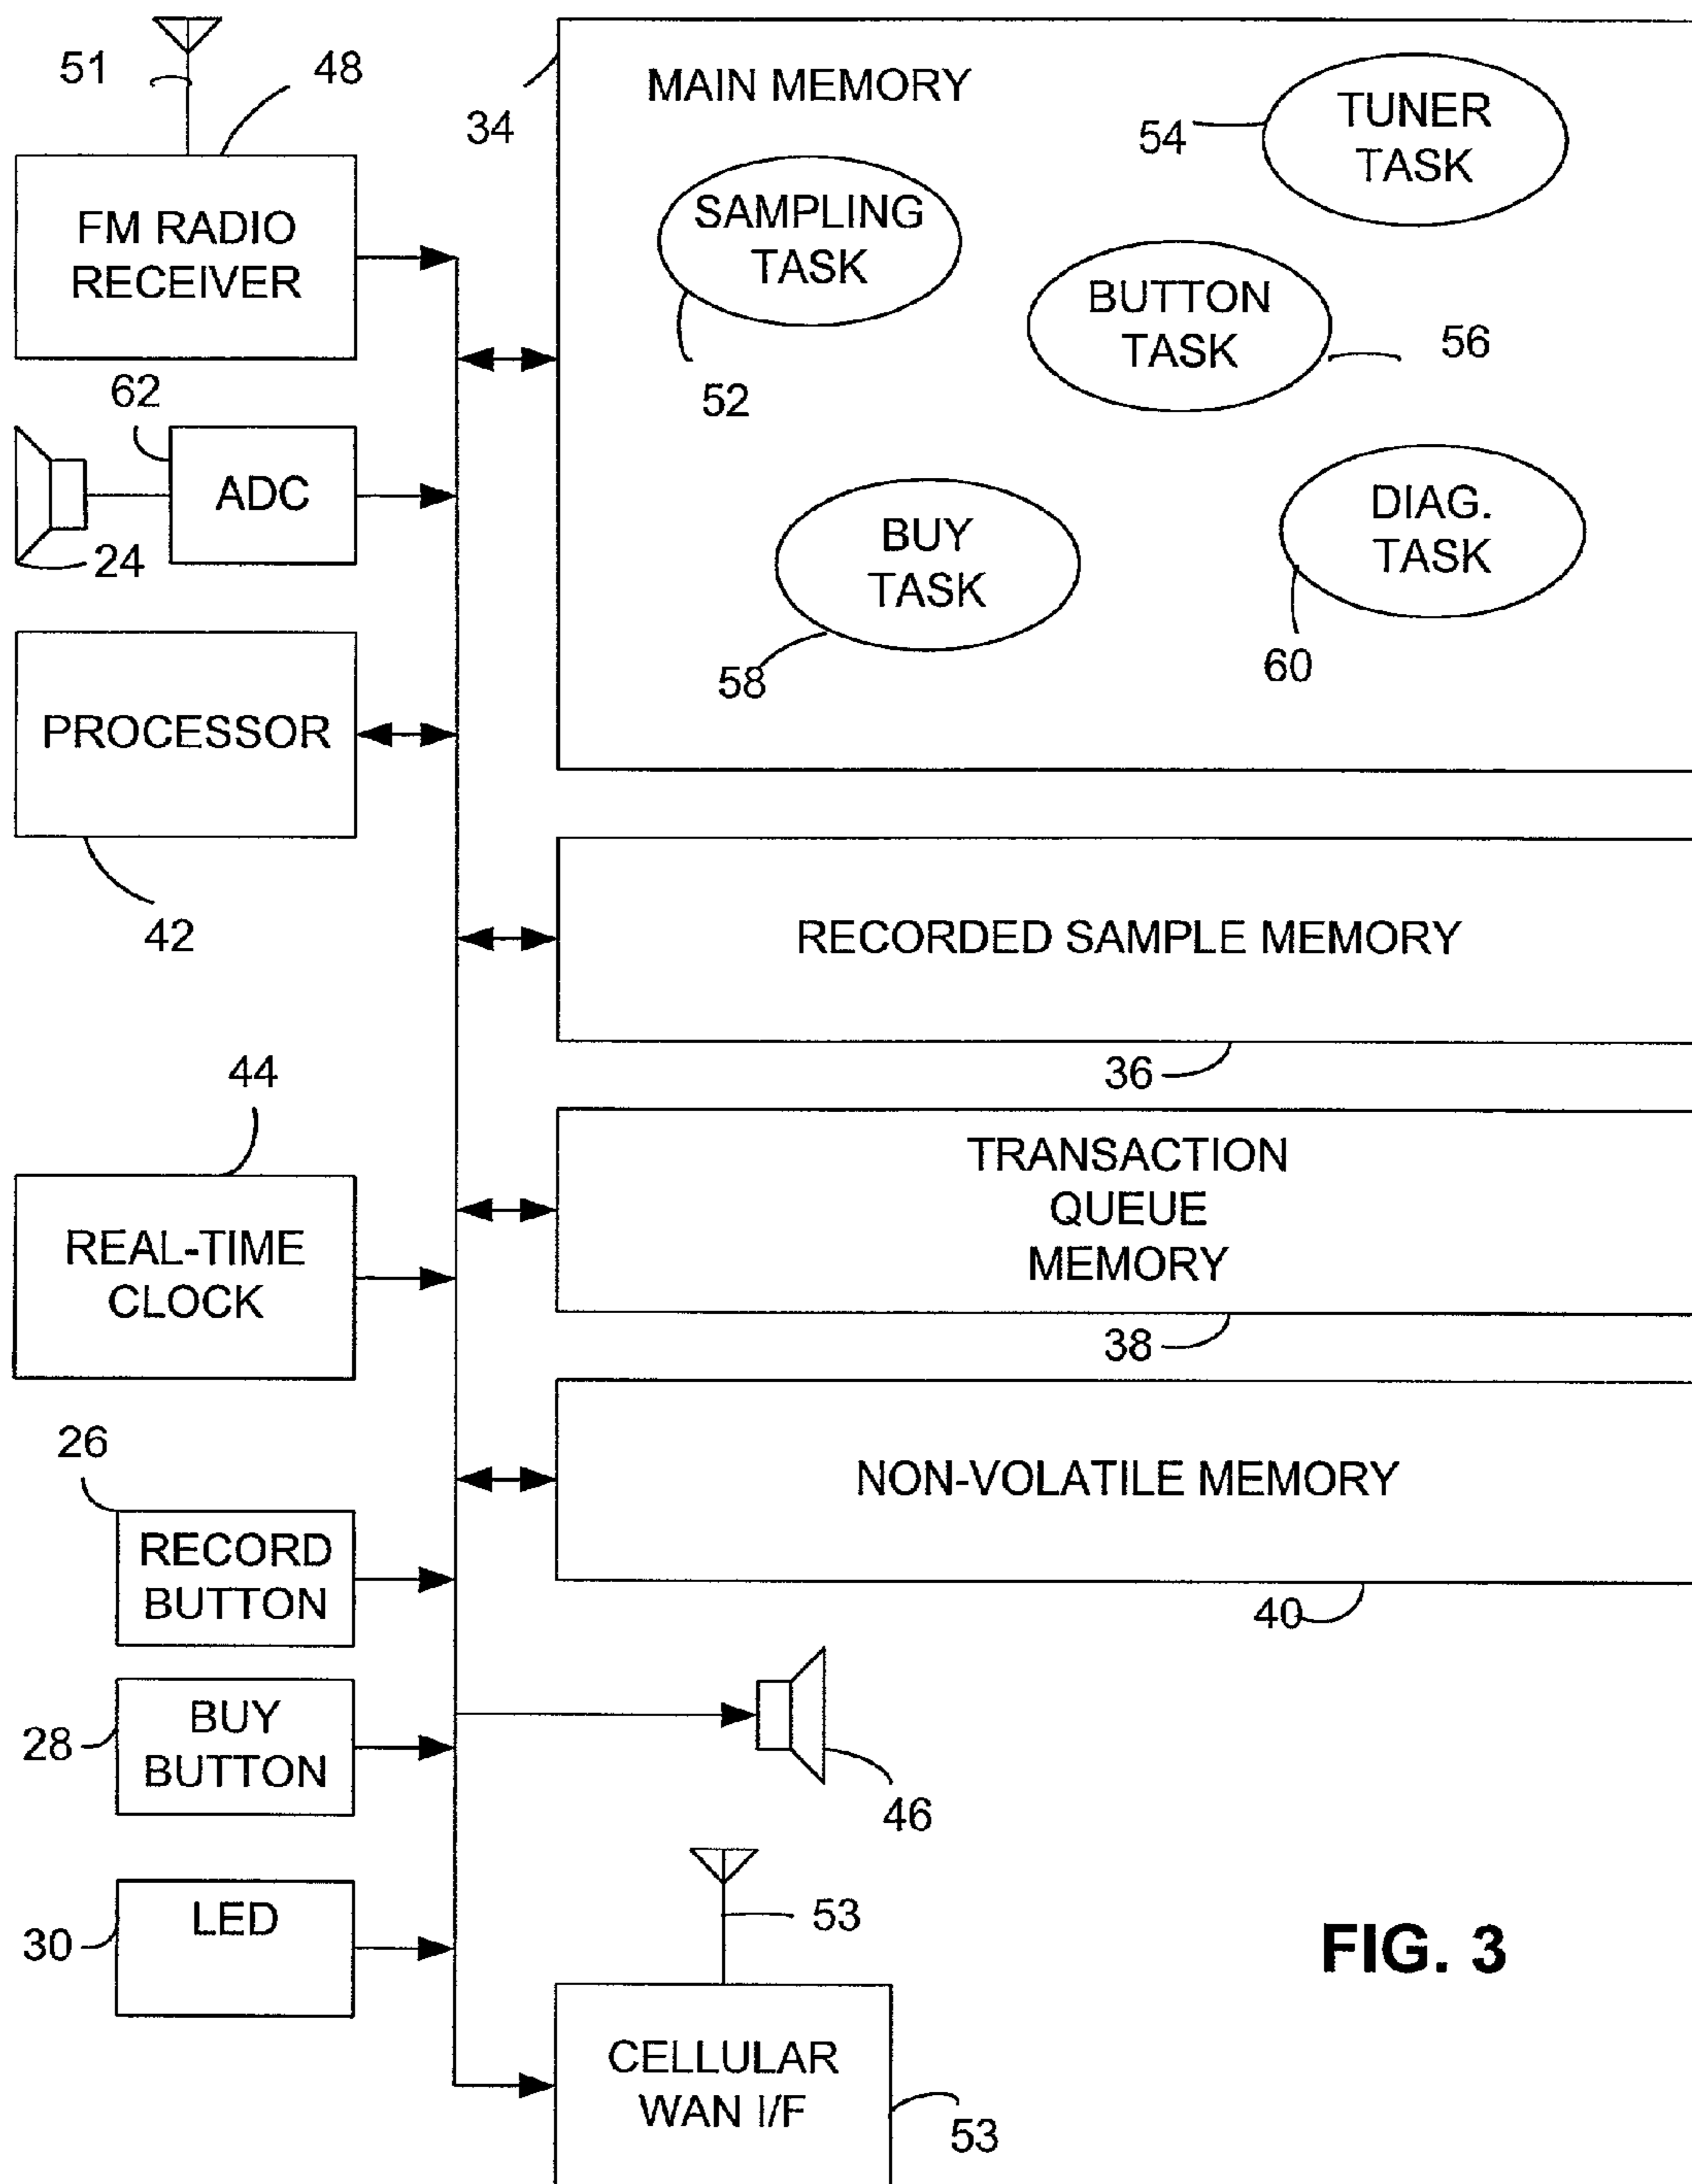 51
48
34
MAIN MEMORY
54
TUNER
TASK
FM RADIO
RECEIVER
SAMPLING
TASK
52
BUTTON
TASK
56
62
ADC
24
BUY
TASK
58
DIAG.
TASK
60
PROCESSOR
42
RECORDED SAMPLE MEMORY
36
44
REAL-TIME
CLOCK
TRANSACTION
QUEUE
MEMORY
38
26
RECORD
BUTTON
NON-VOLATILE MEMORY
40
28
BUY
BUTTON
46
30
LED
53
CELLULAR
WAN I/F
53
FIG. 3